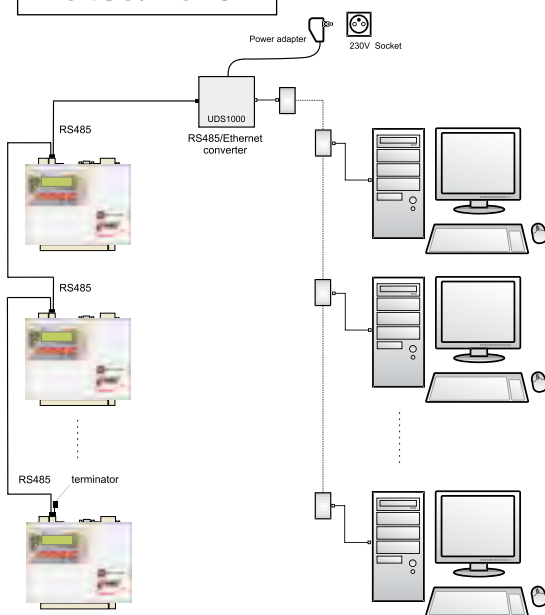 Power adapter
230V Socket
UDS1000
RS485/Ethernet
converter
RS485
RS485
RS485
terminator